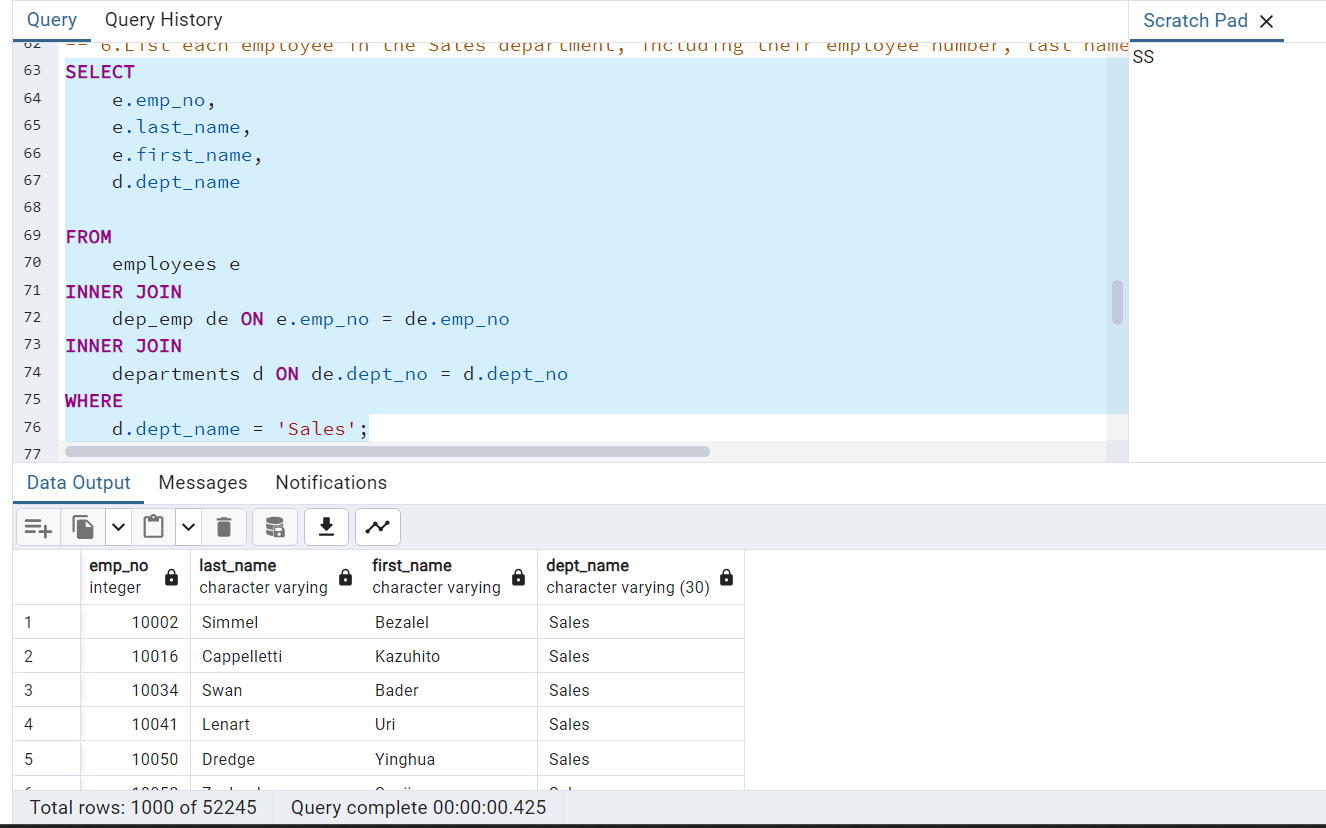 Query Query History
Scratch Pad
62 -- 6.List each employee in the Sales department, including their employee number, last name
SS
63 SELECT
64 e.emp_no,
65 e.last_name,
66 e.first_name,
67 d.dept_name
68
69 FROM
70 employees e
71 INNER JOIN
72 dep_emp de ON e.emp_no = de.emp_no
73 INNER JOIN
74 departments d ON de.dept_no = d.dept_no
75 WHERE
76 d.dept_name = 'Sales';
77
Data Output Messages Notifications
emp_no last_name first_name dept_name
integer character varying character varying character varying (30)
1 10002 Simmel Bezalel Sales
2 10016 Cappelletti Kazuhito Sales
3 10034 Swan Bader Sales
4 10041 Lenart Uri Sales
5 10050 Dredge Yinghua Sales
Total rows: 1000 of 52245 Query complete 00:00:00.425